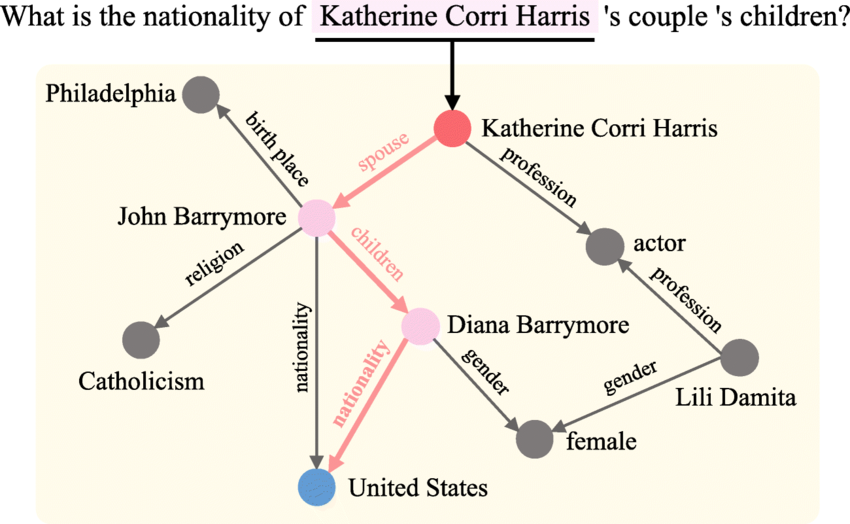 What is the nationality of Katherine Corri Harris 's couple 's children?
Philadelphia
birth place
Katherine Corri Harris
spouse
profession
John Barrymore
children
actor
religion
profession
nationality
Diana Barrymore
Catholicism
nationality
gender
gender
Lili Damita
female
United States